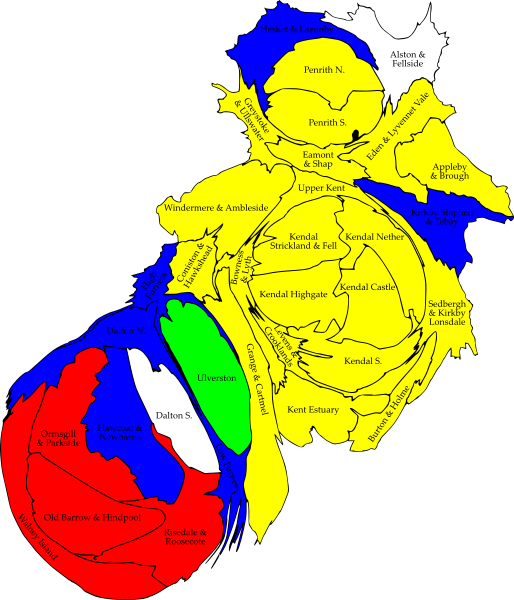 Hesket & Lazonby
Alston &
Fellside
Penrith N.
Greystoke
& Ullswater
Penrith S.
Eden & Lyvennet Vale
Eamont
& Shap
Appleby
& Brough
Upper Kent
Windermere & Ambleside
Kirkby Stephen
& Tebay
Kendal
Strickland & Fell
Kendal Nether
Coniston &
Hawkshead
Bowness
& Lyth
High
Furness
Kendal Highgate
Kendal Castle
Sedbergh
& Kirkby
Lonsdale
Dalton N.
Levens &
Crooklands
Kendal S.
Ulverston
Grange & Cartmel
Dalton S.
Kent Estuary
Burton & Holme
Hawcoat &
Newbarns
Ormsgill
& Parkside
Low Furness
Old Barrow & Hindpool
Walney Island
Risedale &
Roosecote